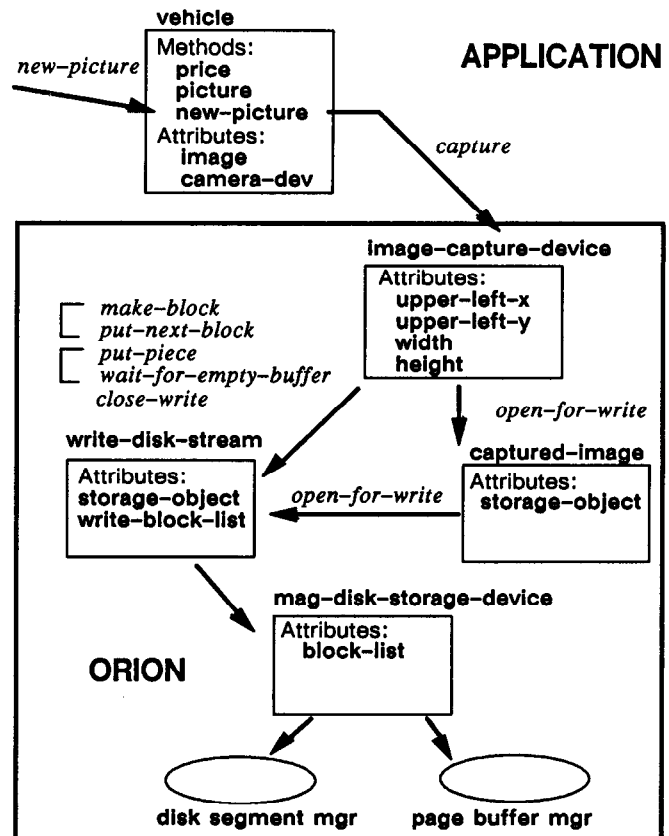 vehicle
Methods:
price
picture
new-picture
Attributes:
image
camera-dev
new-picture
APPLICATION
capture
image-capture-device
Attributes:
upper-left-x
upper-left-y
width
height
make-block
put-next-block
put-piece
wait-for-empty-buffer
close-write
open-for-write
write-disk-stream
Attributes:
storage-object
write-block-list
open-for-write
captured-image
Attributes:
storage-object
mag-disk-storage-device
Attributes:
block-list
ORION
disk segment mgr
page buffer mgr